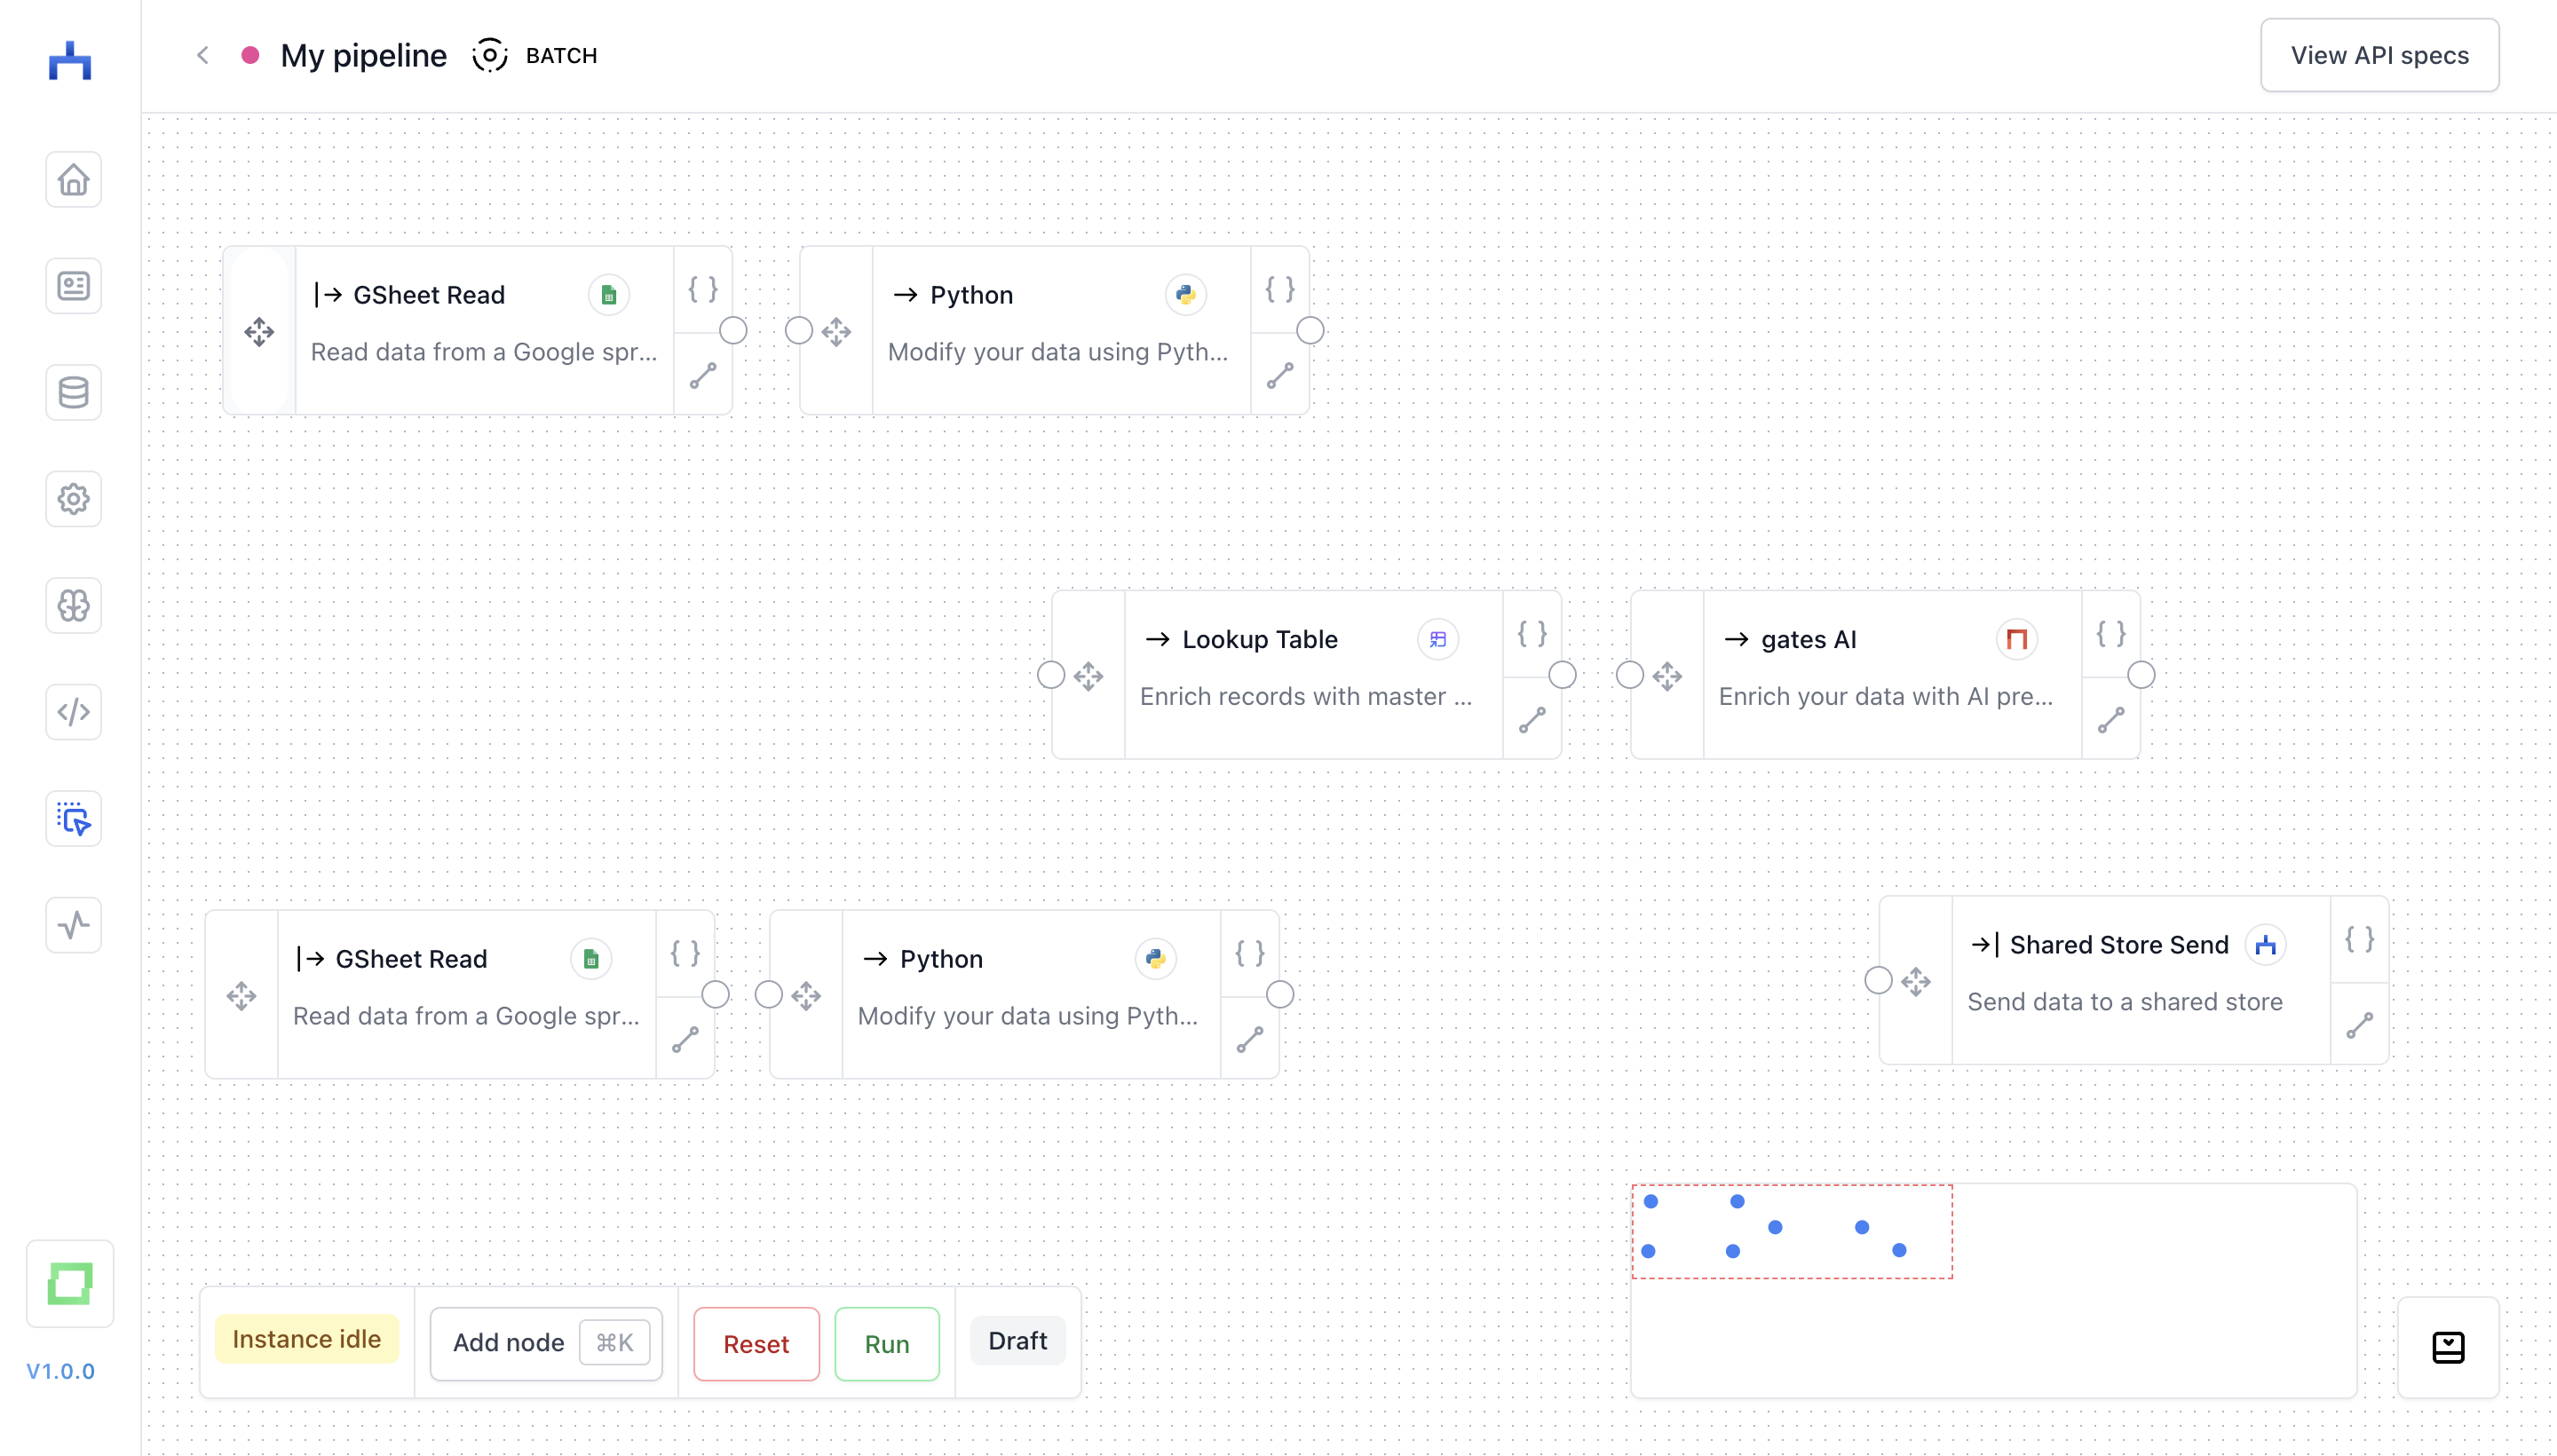 My pipeline BATCH
View API specs
GSheet Read
Read data from a Google spr...
{ }
Python
Modify your data using Pyth...
{ }
Lookup Table
Enrich records with master ...
{ }
gates AI
Enrich your data with AI pre...
{ }
GSheet Read
Read data from a Google spr...
{ }
Python
Modify your data using Pyth...
{ }
Shared Store Send
Send data to a shared store
{ }
Instance idle
Add node ⌘K
Reset
Run
Draft
V1.0.0